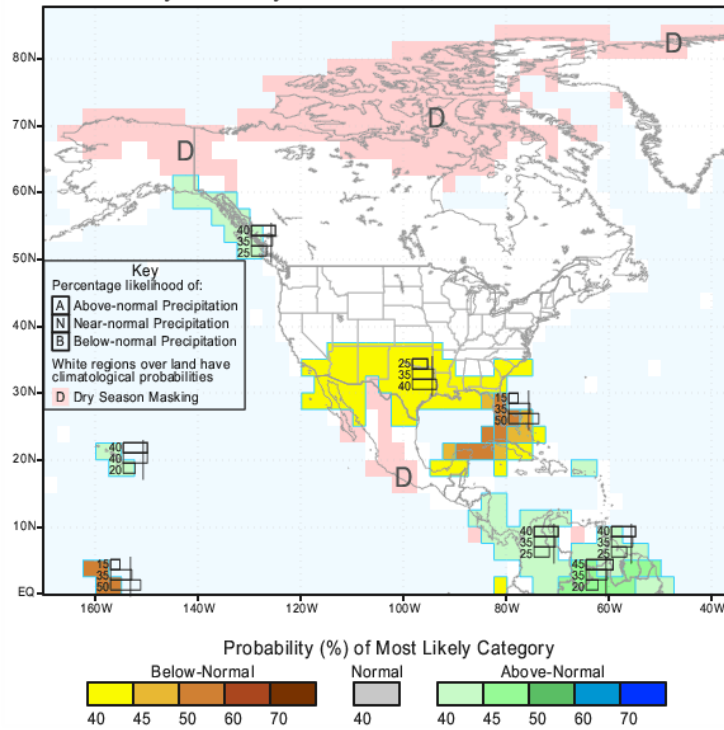 80N
70N
60N
50N
40N
30N
20N
10N
EQ
160W
140W
120W
100W
80W
60W
40W
D
D
D
D
40
35
25
Key
Percentage likelihood of:
A Above-normal Precipitation
N Near-normal Precipitation
B Below-normal Precipitation
White regions over land have
climatological probabilities
D Dry Season Masking
25
35
40
15
35
50
40
40
20
40
35
25
40
35
25
45
35
20
15
35
50
Probability (%) of Most Likely Category
Below-Normal Normal Above-Normal
40 45 50 60 70 40 40 45 50 60 70